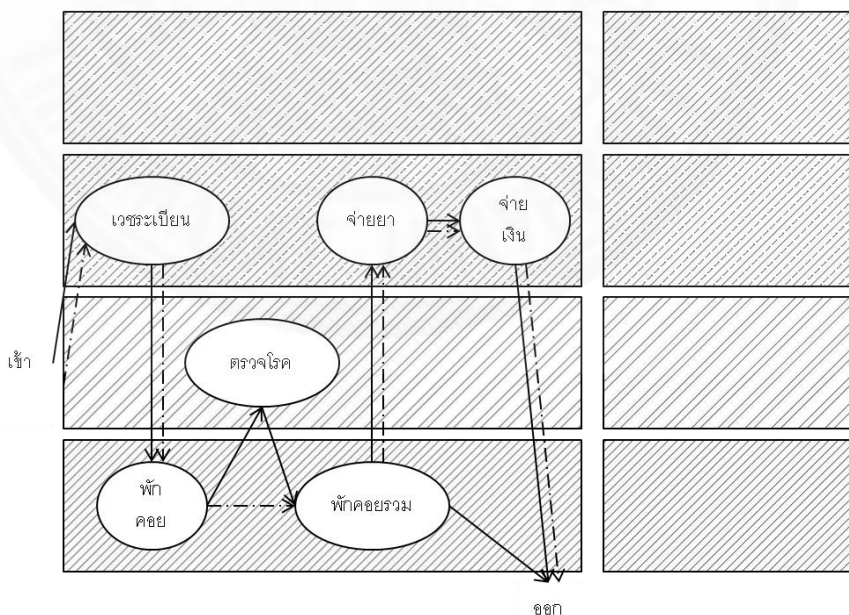 เวชระเบียน
จ่ายยา
จ่าย
เงิน
เข้า
ตรวจโรค
พัก
คอย
พักคอยรวม
ออก